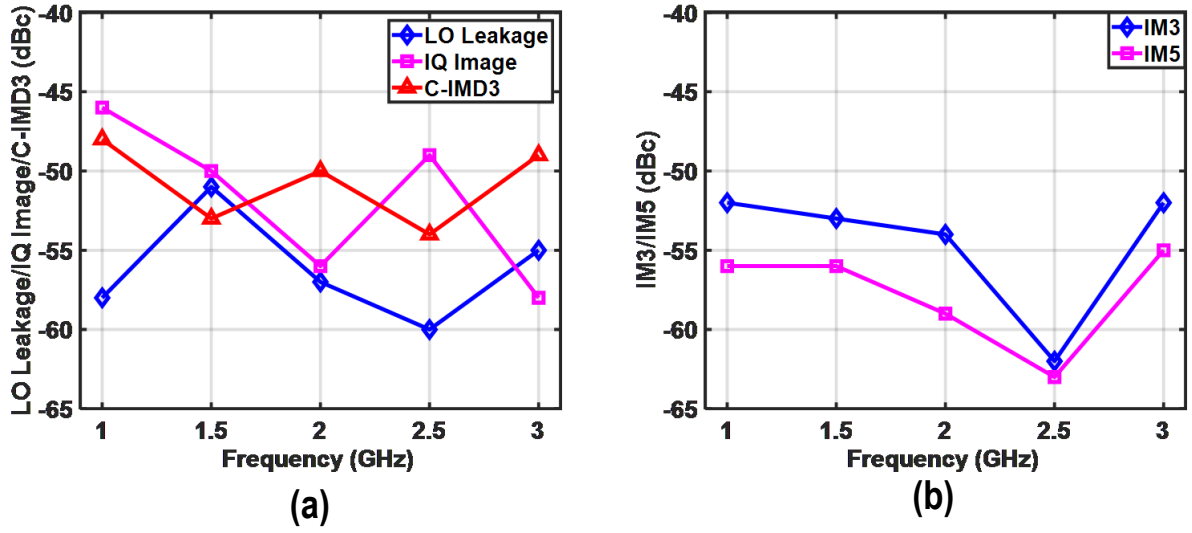 LO Leakage/IQ Image/C-IMD3 (dBc)
-40
-45
-50
-55
-60
-65
LO Leakage
IQ Image
C-IMD3
1 1.5 2 2.5 3
Frequency (GHz)
(a)
IM3/IM5 (dBc)
-40
-45
-50
-55
-60
-65
IM3
IM5
1 1.5 2 2.5 3
Frequency (GHz)
(b)